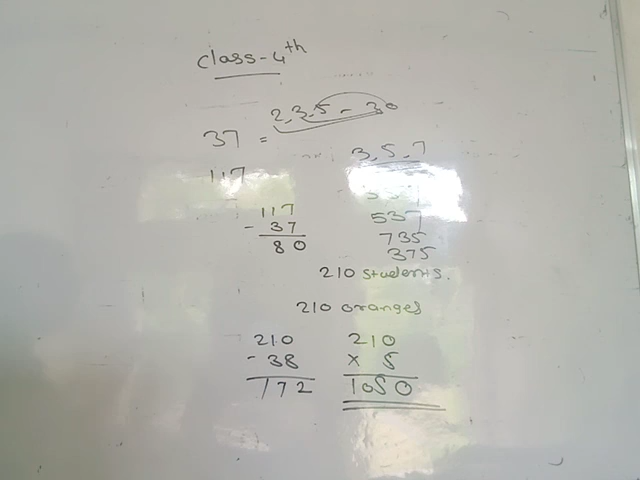 class-4th
2,3,5 - 30
37 =
3,5,7
117
117
- 37
80
537
735
375
210 students.
210 oranges
210 210
- 38 x 5
172 1050